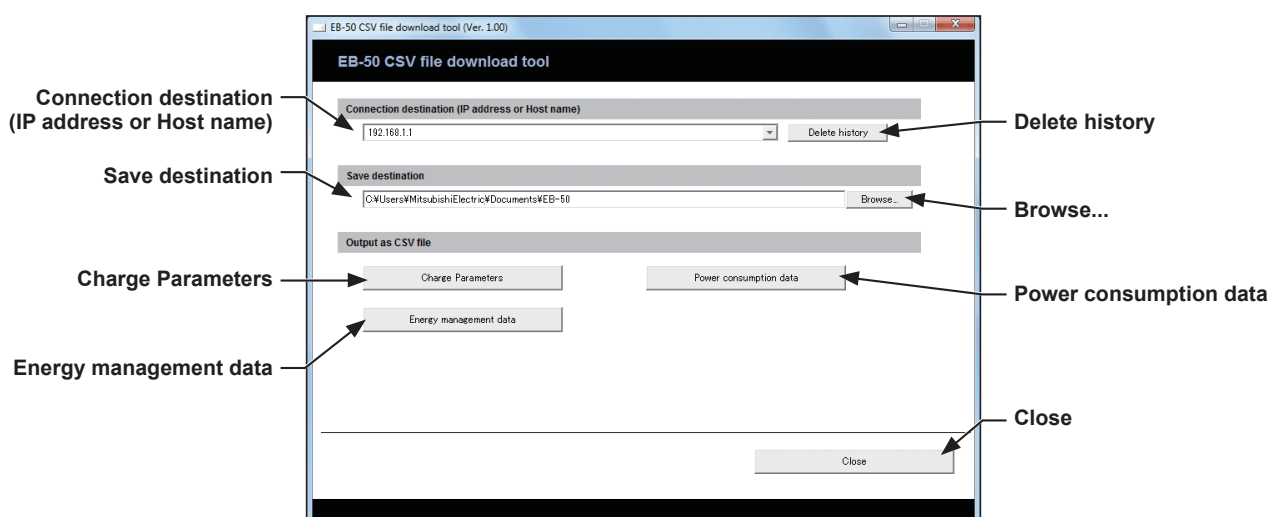 EB-50 CSV file download tool (Ver. 1.00)
EB-50 CSV file download tool
Connection destination
(IP address or Host name)
Connection destination (IP address or Host name)
192.168.1.1
Delete history
Delete history
Save destination
Save destination
C:¥Users¥MitsubishiElectric¥Documents¥EB-50
Browse...
Browse...
Output as CSV file
Charge Parameters
Charge Parameters
Power consumption data
Power consumption data
Energy management data
Energy management data
Close
Close